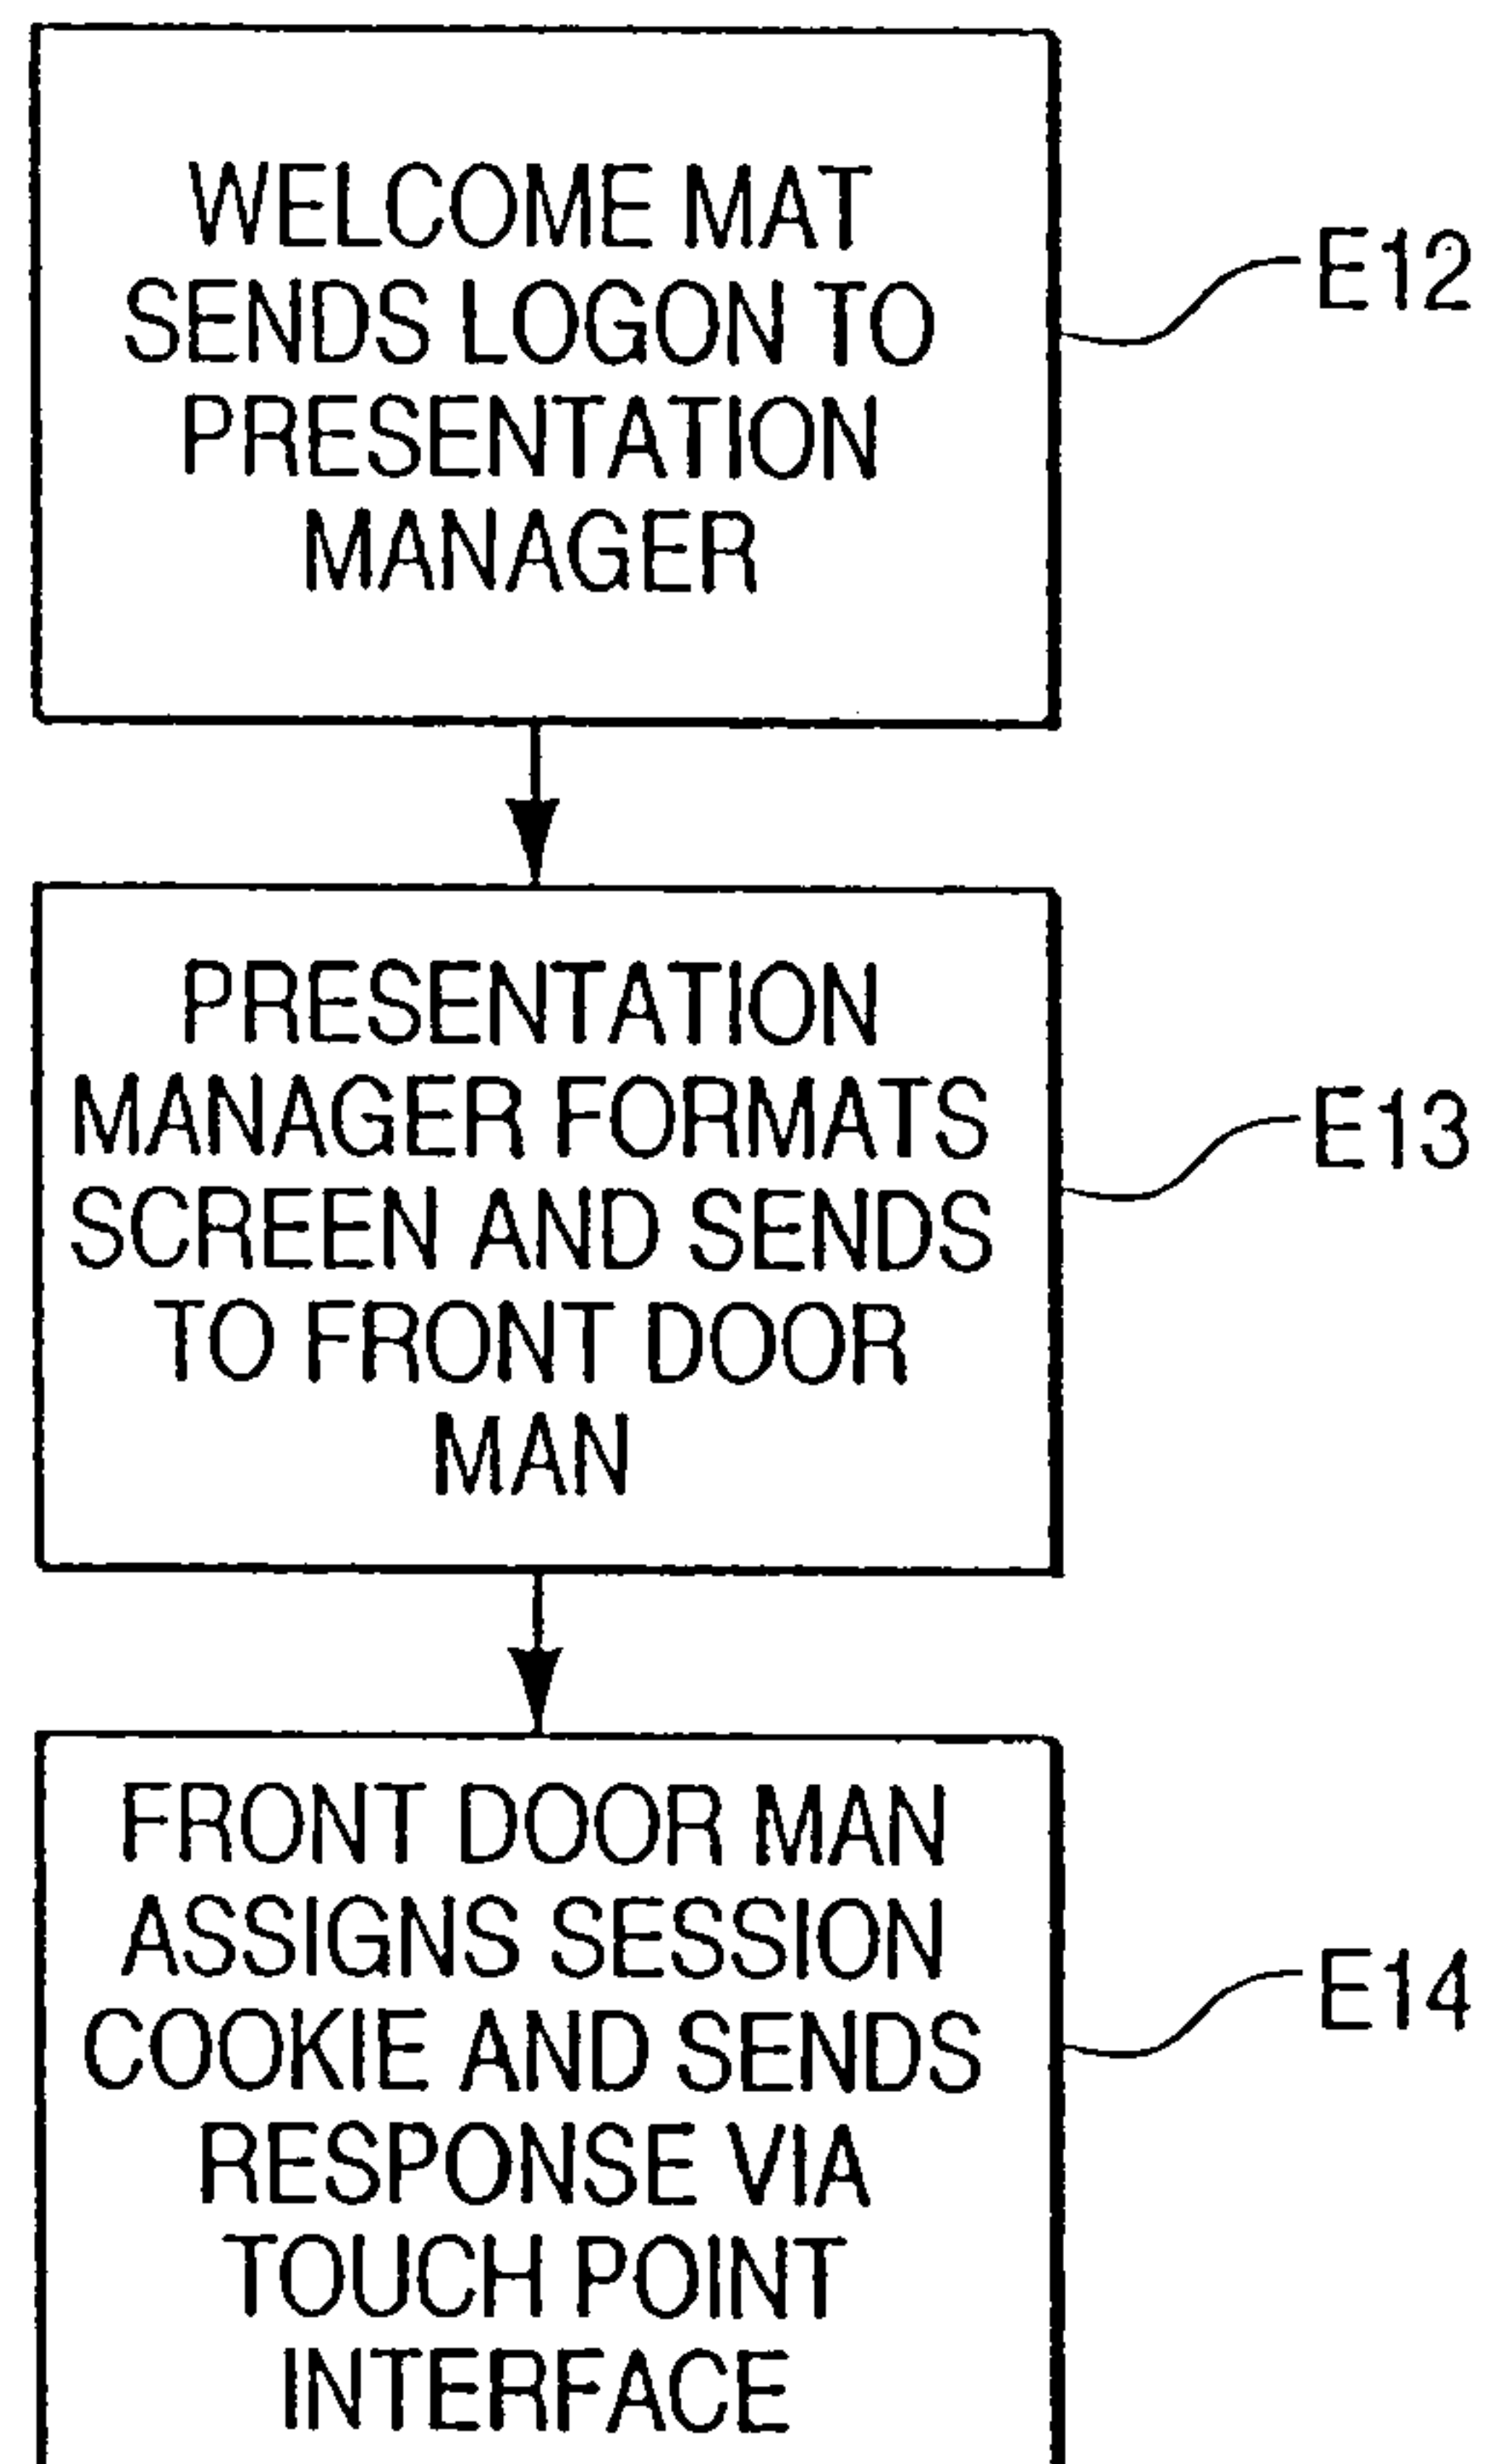 WELCOME MAT
SENDS LOGON TO
PRESENTATION
MANAGER
E12
PRESENTATION
MANAGER FORMATS
SCREEN AND SENDS
TO FRONT DOOR
MAN
E13
FRONT DOOR MAN
ASSIGNS SESSION
COOKIE AND SENDS
RESPONSE VIA
TOUCH POINT
INTERFACE
E14